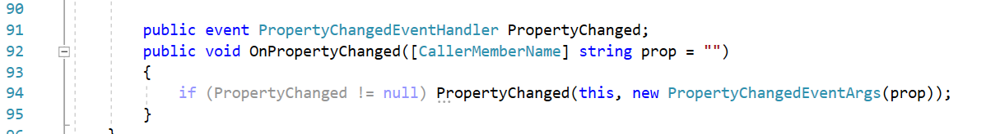 90
91 public event PropertyChangedEventHandler PropertyChanged;
92 public void OnPropertyChanged([CallerMemberName] string prop = "")
93 {
94 if (PropertyChanged != null) PropertyChanged(this, new PropertyChangedEventArgs(prop));
95 }
96 }